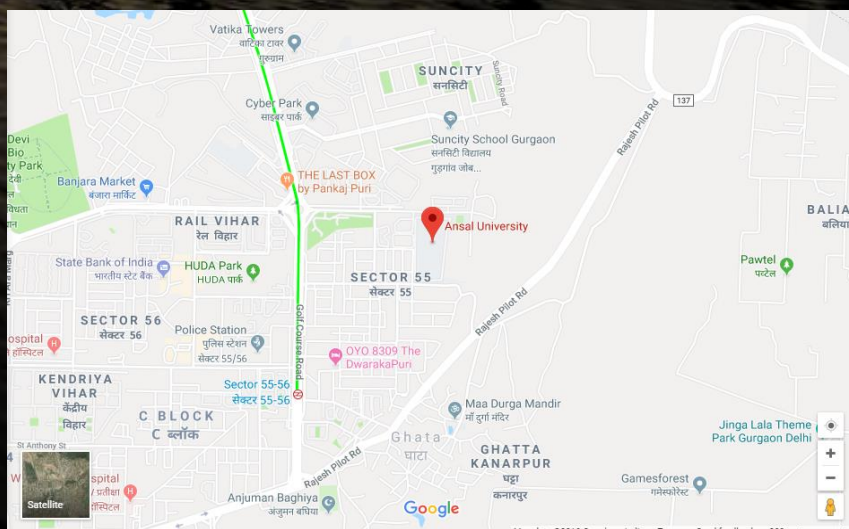 Vatika Towers
वाटिका टावर
गुरुग्राम
SUNCITY
सनसिटी
Suncity Road
137
Cyber Park
साइबर पार्क
Suncity School Gurgaon
सनसिटी विद्यालय
गुड़गांव जोब...
Rajesh Pilot Rd
Devi
Bio
ty Park
देवी
THE LAST BOX
by Pankaj Puri
Banjara Market
बंजारा मार्किट
RAIL VIHAR
रेल विहार
Ansal University
BALIA
बलिया
State Bank of India
भारतीय स्टेट बैंक
HUDA Park
HUDA पार्क
SECTOR 55
सेक्टर 55
Pawtel
पव्टेल
Rajesh Pilot Rd
SECTOR 56
सेक्टर 56
Golf Course Road
Police Station
पुलिस स्टेशन
सेक्टर 55/56
ospital
हॉस्पिटल
OYO 8309 The
DwarakaPuri
KENDRIYA
VIHAR
केंद्रीय
विहार
Sector 55-56
सेक्टर 55-56
C BLOCK
C ब्लॉक
Maa Durga Mandir
माँ दुर्गा मंदिर
Jinga Lala Theme
Park Gurgaon Delhi
St Anthony St
Ghata
घाटा
GHATTA
KANARPUR
घट्टा
कनारपुर
Rajesh Pilot Rd
spital
Satellite
Gamesforest
गमेस्फोरेस्ट
Anjuman Baghiya
अंजुमन बघिया
Google